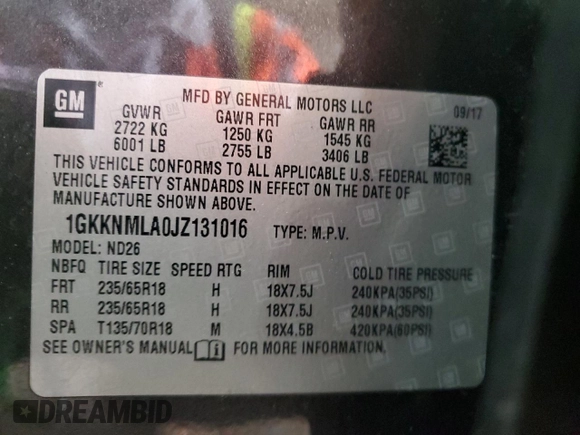 GM
MFD BY GENERAL MOTORS LLC
09/17
GVWR GAWR FRT GAWR RR
2722 KG 1250 KG 1545 KG
6001 LB 2755 LB 3406 LB
THIS VEHICLE CONFORMS TO ALL APPLICABLE U.S. FEDERAL MOTOR
VEHICLE SAFETY STANDARDS IN EFFECT ON THE DATE OF
MANUFACTURE SHOWN ABOVE.
1GKKNMLA0JZ131016 TYPE: M.P.V.
MODEL: ND26
NBFQ TIRE SIZE SPEED RTG RIM COLD TIRE PRESSURE
FRT 235/65R18 H 18X7.5J 240KPA(35PSI)
RR 235/65R18 H 18X7.5J 240KPA(35PSI)
SPA T135/70R18 M 18X4.5B 420KPA(60PSI)
SEE OWNER'S MANUAL i FOR MORE INFORMATION.
DREAMBID